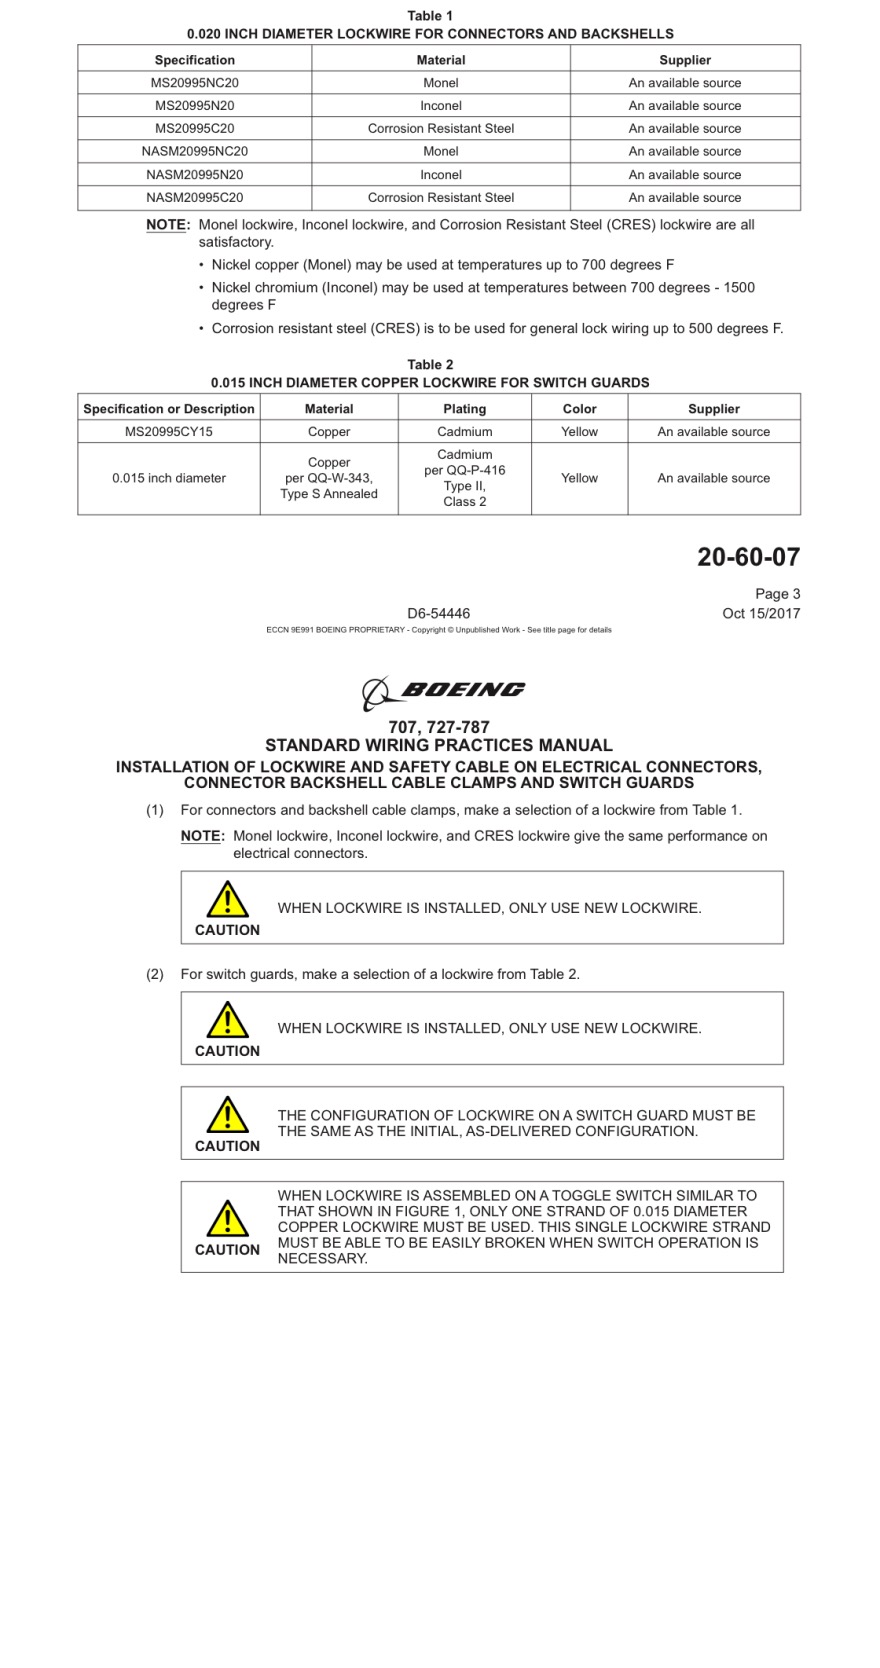 Table 1
0.020 INCH DIAMETER LOCKWIRE FOR CONNECTORS AND BACKSHELLS
Specification Material Supplier
MS20995NC20 Monel An available source
MS20995N20 Inconel An available source
MS20995C20 Corrosion Resistant Steel An available source
NASM20995NC20 Monel An available source
NASM20995N20 Inconel An available source
NASM20995C20 Corrosion Resistant Steel An available source
NOTE: Monel lockwire, Inconel lockwire, and Corrosion Resistant Steel (CRES) lockwire are all
satisfactory.
• Nickel copper (Monel) may be used at temperatures up to 700 degrees F
• Nickel chromium (Inconel) may be used at temperatures between 700 degrees - 1500
degrees F
• Corrosion resistant steel (CRES) is to be used for general lock wiring up to 500 degrees F.
Table 2
0.015 INCH DIAMETER COPPER LOCKWIRE FOR SWITCH GUARDS
Specification or Description Material Plating Color Supplier
MS20995CY15 Copper Cadmium Yellow An available source
0.015 inch diameter
Copper
per QQ-W-343,
Type S Annealed
Cadmium
per QQ-P-416
Type II,
Class 2
Yellow
An available source
20-60-07
Page 3
D6-54446 Oct 15/2017
ECCN 9E991 BOEING PROPRIETARY - Copyright © Unpublished Work - See title page for details
BOEING
707, 727-787
STANDARD WIRING PRACTICES MANUAL
INSTALLATION OF LOCKWIRE AND SAFETY CABLE ON ELECTRICAL CONNECTORS,
CONNECTOR BACKSHELL CABLE CLAMPS AND SWITCH GUARDS
(1) For connectors and backshell cable clamps, make a selection of a lockwire from Table 1.
NOTE: Monel lockwire, Inconel lockwire, and CRES lockwire give the same performance on
electrical connectors.
WHEN LOCKWIRE IS INSTALLED, ONLY USE NEW LOCKWIRE.
CAUTION
(2) For switch guards, make a selection of a lockwire from Table 2.
WHEN LOCKWIRE IS INSTALLED, ONLY USE NEW LOCKWIRE.
CAUTION
THE CONFIGURATION OF LOCKWIRE ON A SWITCH GUARD MUST BE
THE SAME AS THE INITIAL, AS-DELIVERED CONFIGURATION.
CAUTION
WHEN LOCKWIRE IS ASSEMBLED ON A TOGGLE SWITCH SIMILAR TO
THAT SHOWN IN FIGURE 1, ONLY ONE STRAND OF 0.015 DIAMETER
COPPER LOCKWIRE MUST BE USED. THIS SINGLE LOCKWIRE STRAND
MUST BE ABLE TO BE EASILY BROKEN WHEN SWITCH OPERATION IS
NECESSARY.
CAUTION